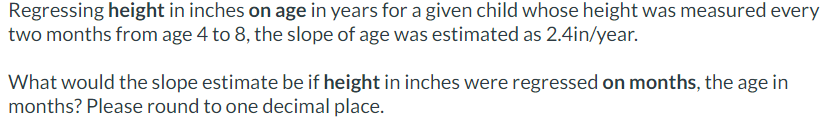 Regressing height in inches on age in years for a given child whose height was measured every
two months from age 4 to 8, the slope of age was estimated as 2.4in/year.
What would the slope estimate be if height in inches were regressed on months, the age in
months? Please round to one decimal place.